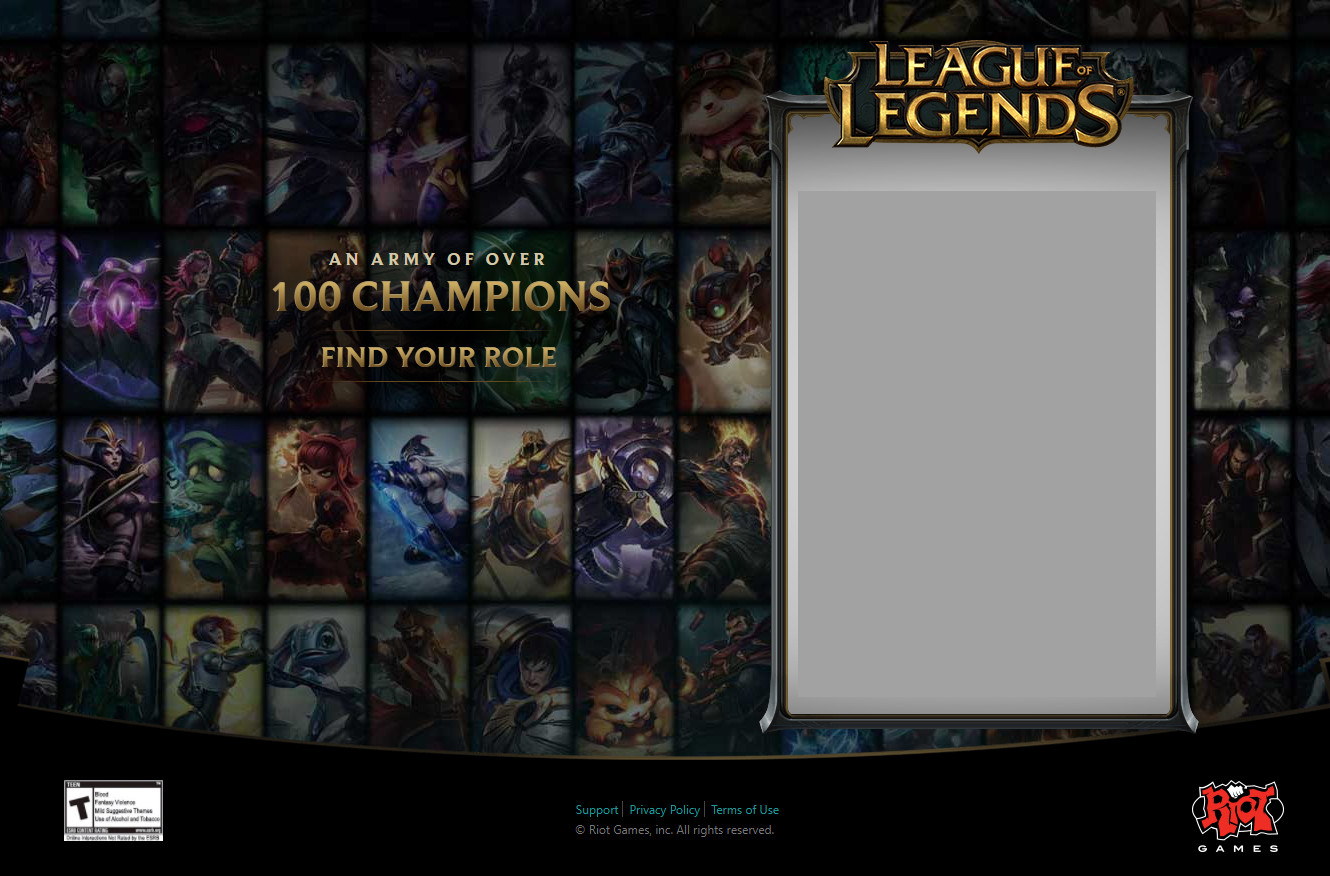 LEAGUE OF
LEGENDS®
AN ARMY OF OVER
100 CHAMPIONS
FIND YOUR ROLE
TEEN
T
Blood
Fantasy Violence
Mild Suggestive Themes
Use of Alcohol and Tobacco
ESRB CONTENT RATING www.esrb.org
Online Interactions Not Rated by the ESRB
Support | Privacy Policy | Terms of Use
© Riot Games, inc. All rights reserved.
RIOT
GAMES